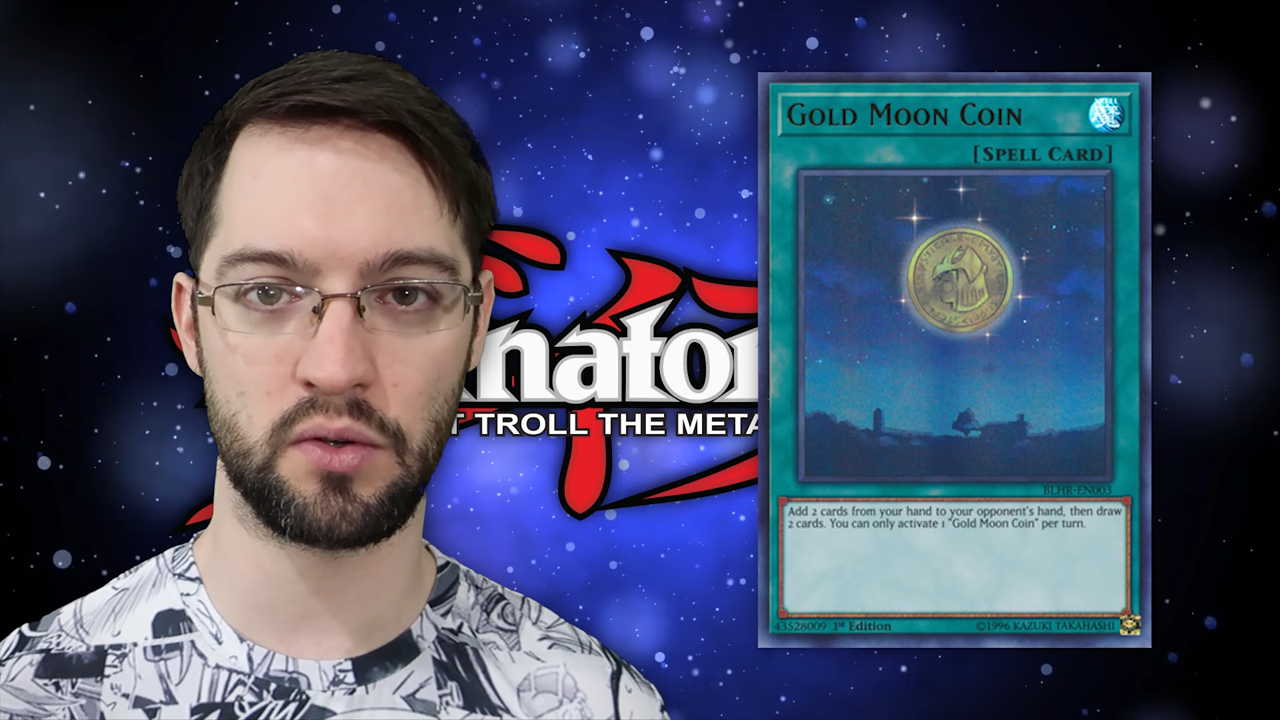 GOLD MOON COIN
魔
[SPELL CARD]
T TROLL THE META
BLHR-EN003
Add 2 cards from your hand to your opponent's hand, then draw
2 cards. You can only activate 1 "Gold Moon Coin" per turn.
43528009 1st Edition ©1996 KAZUKI TAKAHASHI